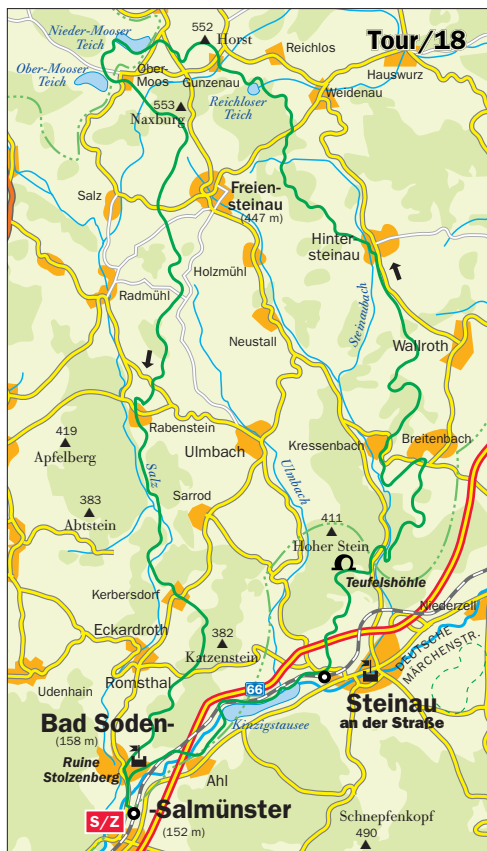 Tour/18
Nieder-Mooser
Teich
552
Horst
Reichlos
Ober-Mooser
Teich
Ober-
Moos
Gunzenau
Reichloser
Teich
Hauswurz
Weidenau
553
Naxburg
Salz
Freien-
steinau
(447 m)
Hinter-
steinau
Holzmühl
Radmühl
Steinaubach
Neustall
Wallroth
Rabenstein
419
Apfelberg
Ulmbach
Kressenbach
Breitenbach
Salz
Ulmbach
383
Abtstein
Sarrod
411
Hoher Stein
Teufelshöhle
Kerbersdorf
Niederzell
Eckardroth
382
Katzenstein
DEUTSCHE
MÄRCHENSTR.
Udenhain
Romsthal
66
Steinau
an der Straße
Kinzigstausee
Bad Soden-
(158 m)
Ruine
Stolzenberg
Ahl
S/Z
-Salmünster
(152 m)
Schnepfenkopf
490